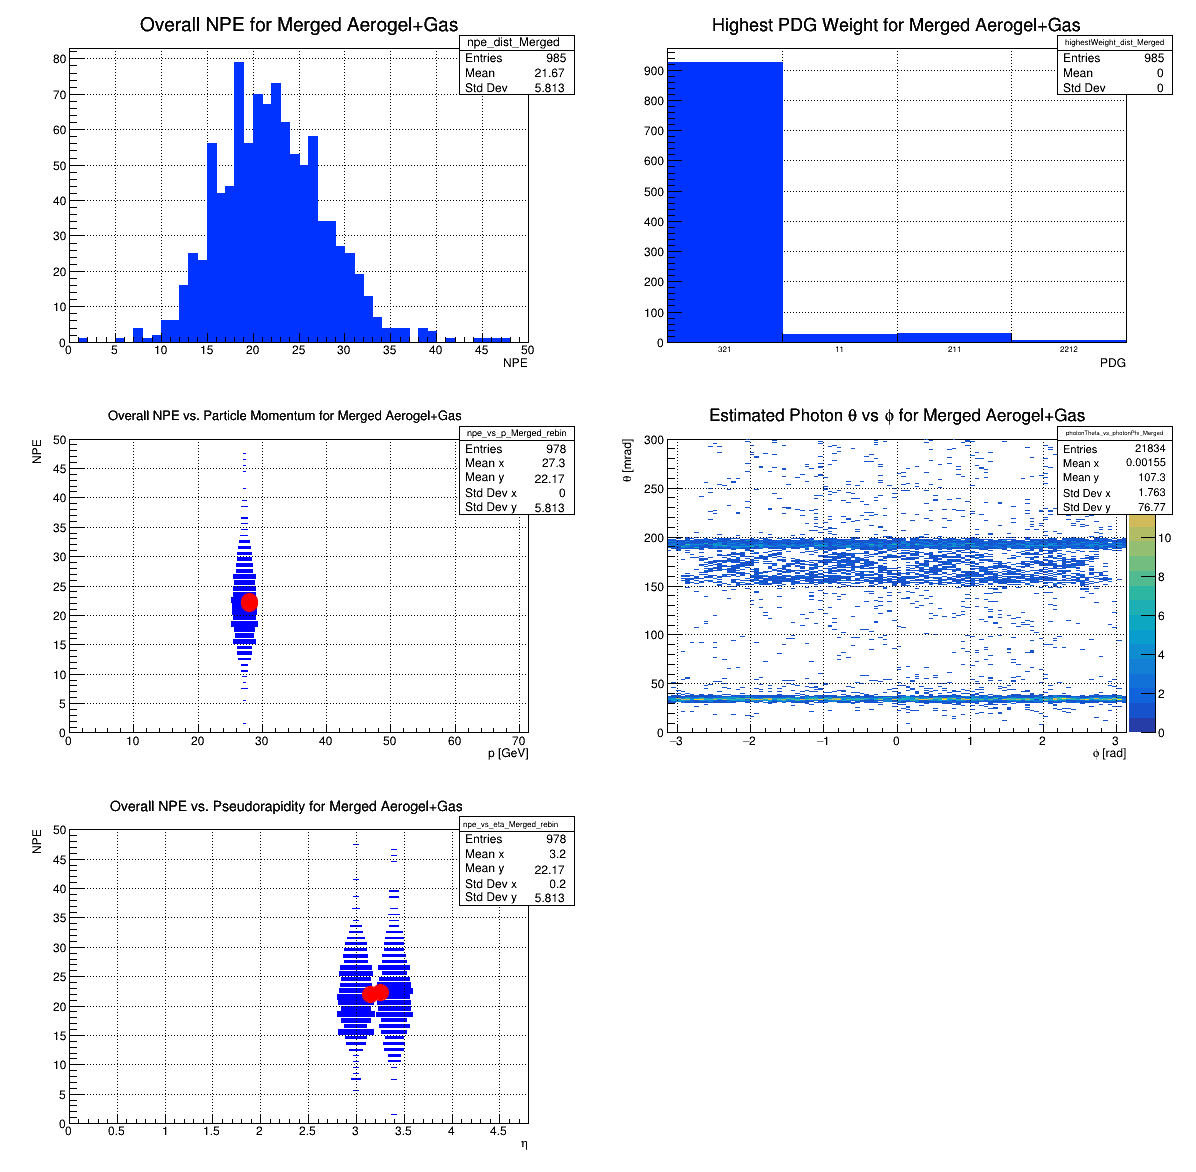 Overall NPE for Merged Aerogel+Gas
npe_dist_Merged
Entries 985
Mean 21.67
Std Dev 5.813
80
70
60
50
40
30
20
10
0
0 5 10 15 20 25 30 35 40 45 50
NPE
Highest PDG Weight for Merged Aerogel+Gas
highestWeight_dist_Merged
Entries 985
Mean 0
Std Dev 0
900
800
700
600
500
400
300
200
100
0
321 11 211 2212
PDG
Overall NPE vs. Particle Momentum for Merged Aerogel+Gas
npe_vs_p_Merged_rebin
Entries 978
Mean x 27.3
Mean y 22.17
Std Dev x 0
Std Dev y 5.813
NPE
50
45
40
35
30
25
20
15
10
5
0
0 10 20 30 40 50 60 70
p [GeV]
Estimated Photon θ vs ϕ for Merged Aerogel+Gas
photonTheta_vs_photonPhi_Merged
Entries 21834
Mean x 0.00155
Mean y 107.3
Std Dev x 1.763
Std Dev y 76.77
θ [mrad]
300
250
200
150
100
50
0
−3 −2 −1 0 1 2 3
ϕ [rad]
10
8
6
4
2
0
Overall NPE vs. Pseudorapidity for Merged Aerogel+Gas
npe_vs_eta_Merged_rebin
Entries 978
Mean x 3.2
Mean y 22.17
Std Dev x 0.2
Std Dev y 5.813
NPE
50
45
40
35
30
25
20
15
10
5
0
0 0.5 1 1.5 2 2.5 3 3.5 4 4.5
η